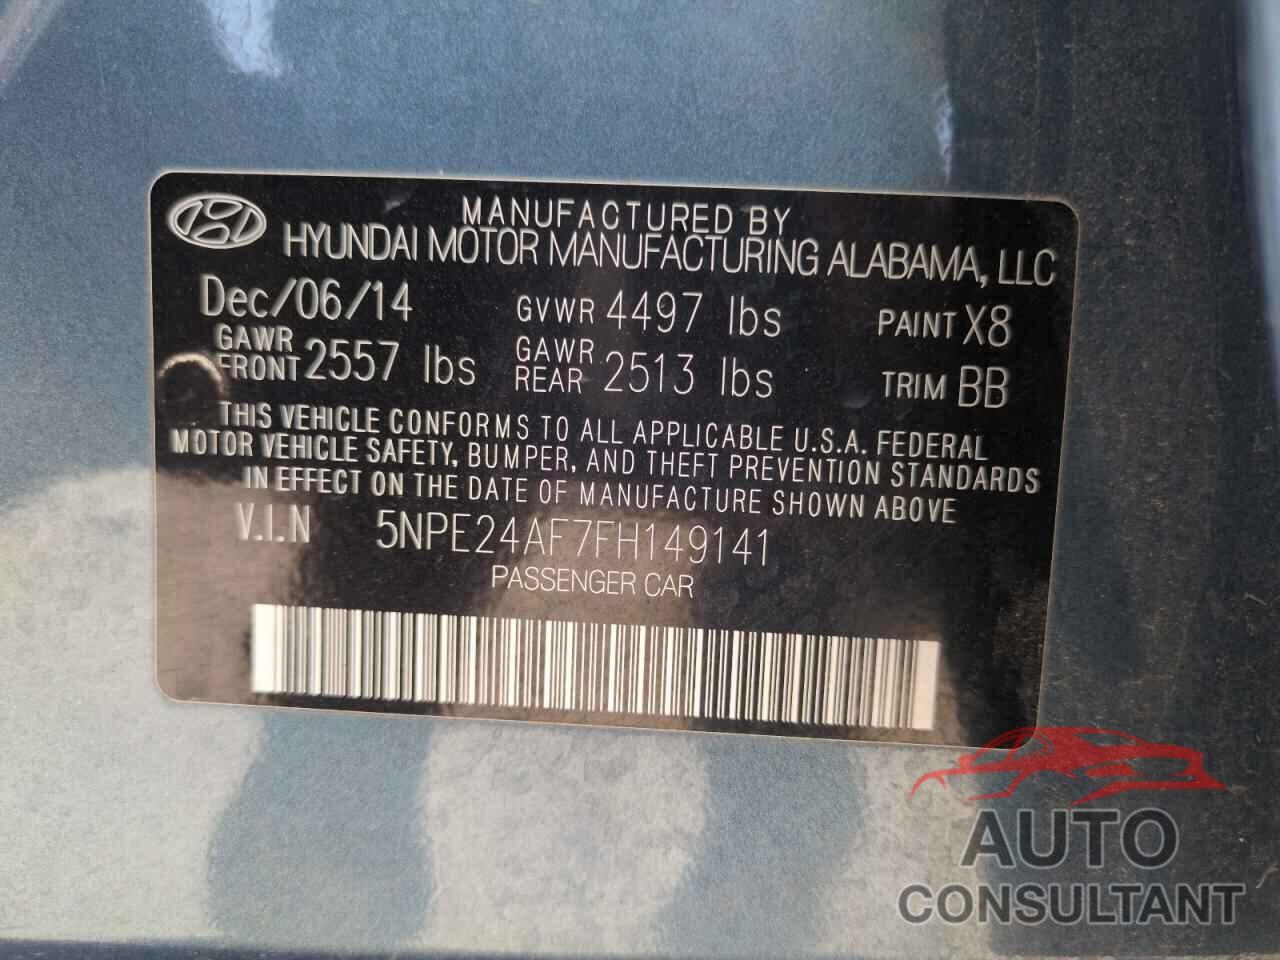 MANUFACTURED BY
HYUNDAI MOTOR MANUFACTURING ALABAMA, LLC
Dec/06/14 GVWR 4497 lbs PAINT X8
GAWR FRONT 2557 lbs GAWR REAR 2513 lbs TRIM BB
THIS VEHICLE CONFORMS TO ALL APPLICABLE U.S.A. FEDERAL
MOTOR VEHICLE SAFETY, BUMPER, AND THEFT PREVENTION STANDARDS
IN EFFECT ON THE DATE OF MANUFACTURE SHOWN ABOVE
V.I.N 5NPE24AF7FH149141
PASSENGER CAR
AUTO
CONSULTANT